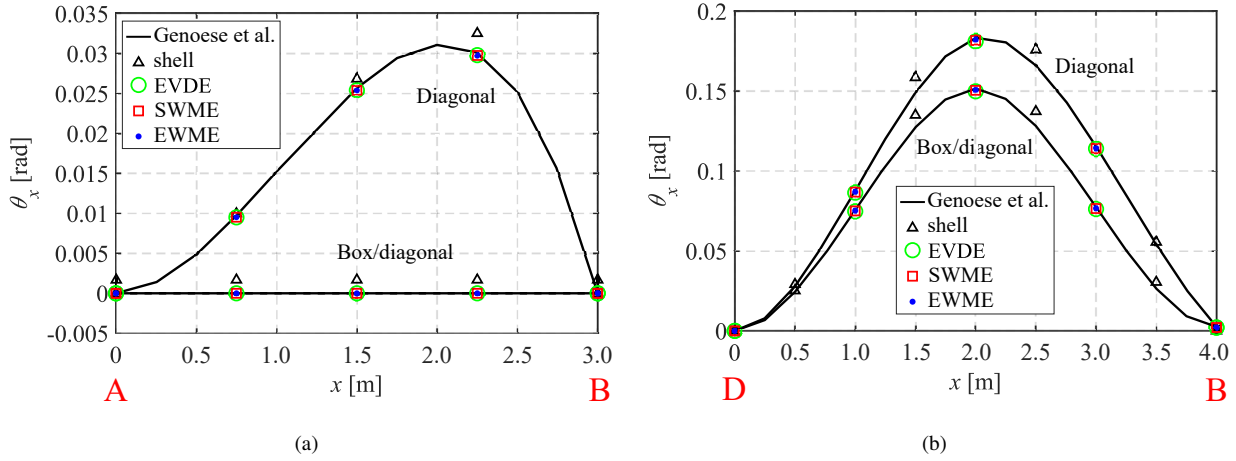 0.035
0.03
0.025
0.02
0.015
0.01
0.005
0
-0.005
θx [rad]
Genoese et al.
shell
EVDE
SWME
EWME
Diagonal
Box/diagonal
0 0.5 1.0 1.5 2.0 2.5 3.0
x [m]
A B
(a)
0.2
0.15
0.1
0.05
0
θx [rad]
Diagonal
Box/diagonal
Genoese et al.
shell
EVDE
SWME
EWME
0 0.5 1.0 1.5 2.0 2.5 3.0 3.5 4.0
x [m]
D B
(b)